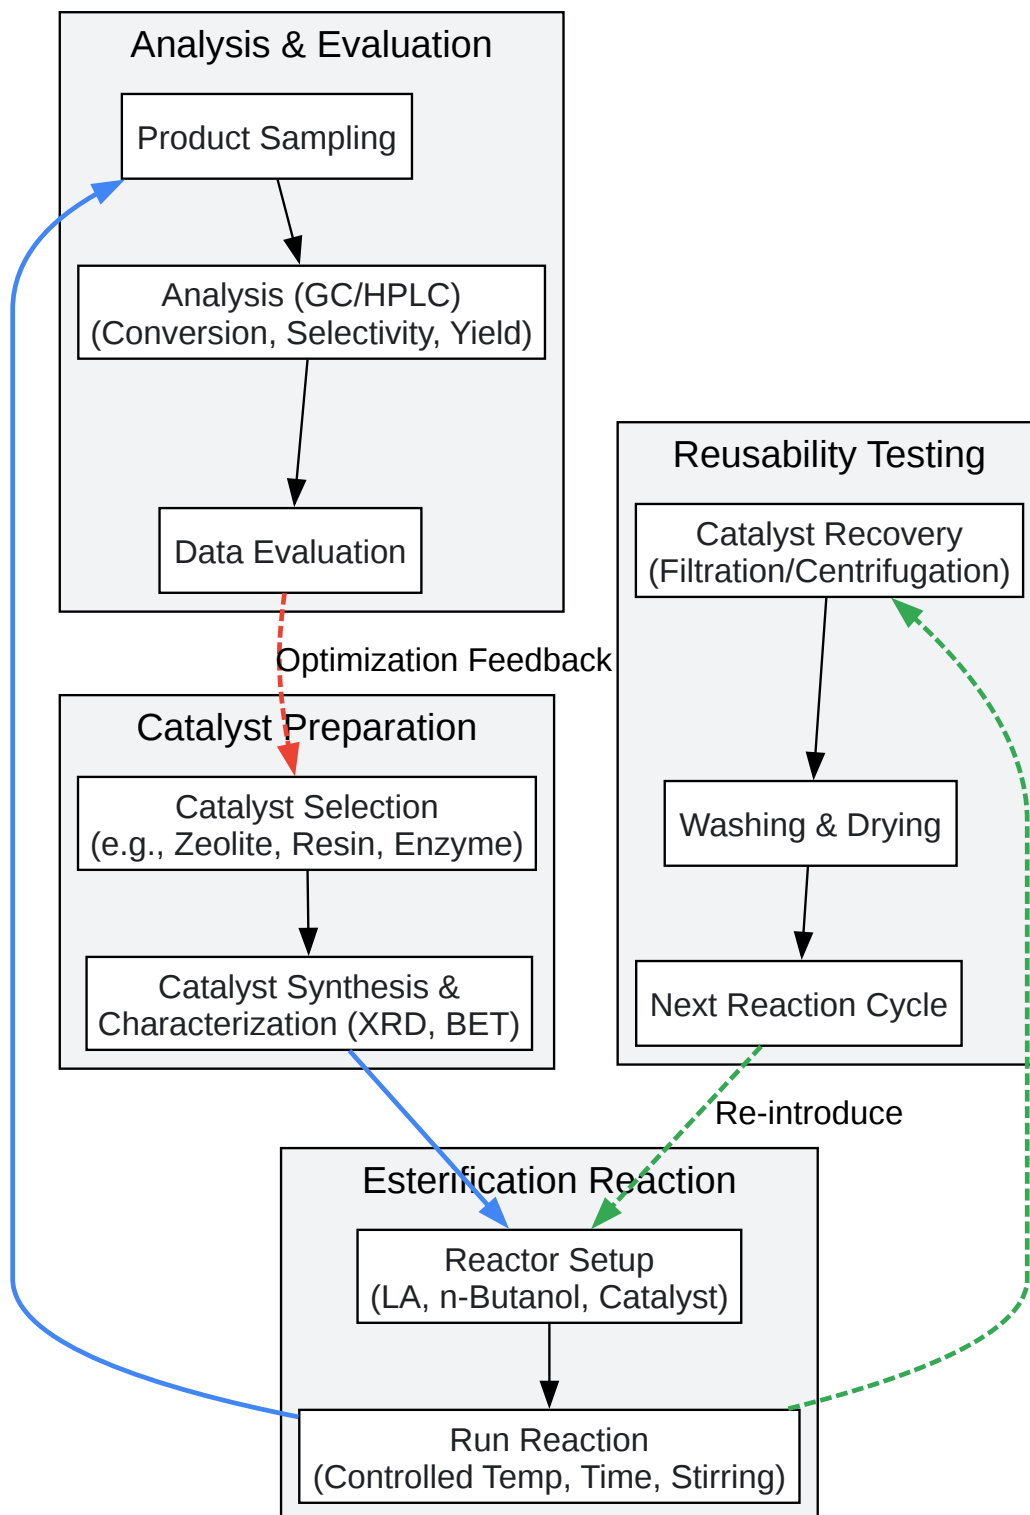 Analysis & Evaluation
Product Sampling
Analysis (GC/HPLC)
(Conversion, Selectivity, Yield)
Data Evaluation
Optimization Feedback
Catalyst Preparation
Catalyst Selection
(e.g., Zeolite, Resin, Enzyme)
Catalyst Synthesis &
Characterization (XRD, BET)
Reusability Testing
Catalyst Recovery
(Filtration/Centrifugation)
Washing & Drying
Next Reaction Cycle
Re-introduce
Esterification Reaction
Reactor Setup
(LA, n-Butanol, Catalyst)
Run Reaction
(Controlled Temp, Time, Stirring)